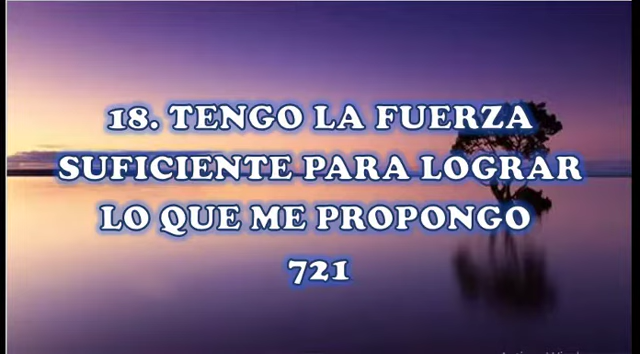 18. TENGO LA FUERZA
SUFICIENTE PARA LOGRAR
LO QUE ME PROPONGO
721